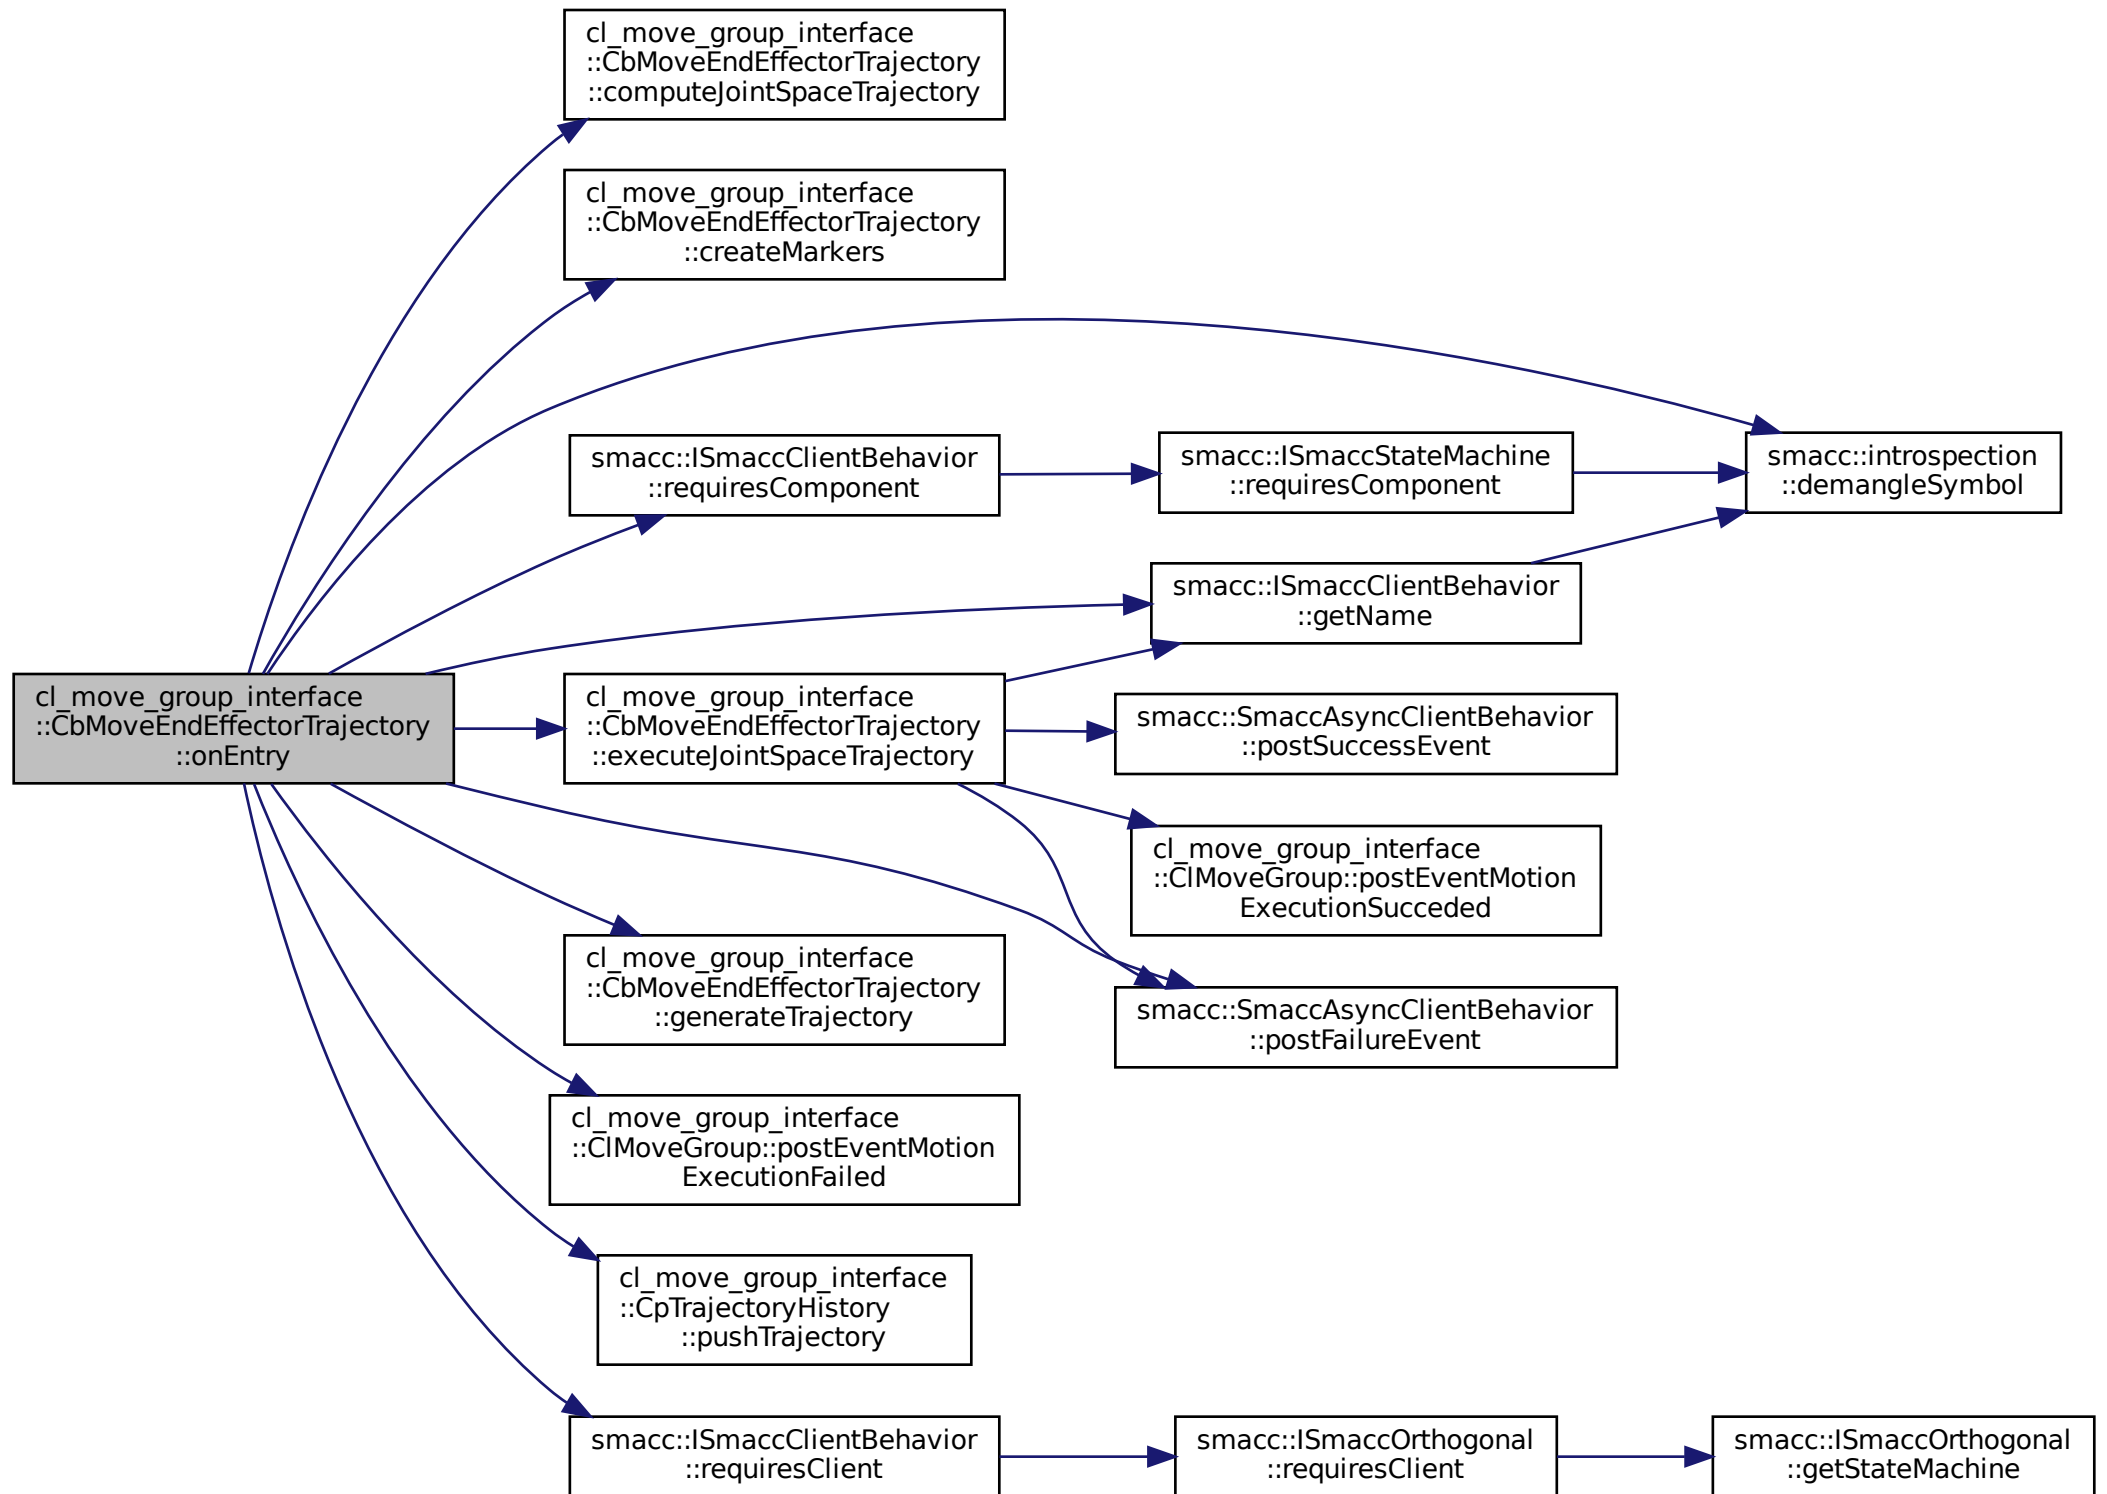 cl_move_group_interface
::CbMoveEndEffectorTrajectory
::computeJointSpaceTrajectory
cl_move_group_interface
::CbMoveEndEffectorTrajectory
::createMarkers
smacc::ISmaccClientBehavior
::requiresComponent
smacc::ISmaccStateMachine
::requiresComponent
smacc::introspection
::demangleSymbol
smacc::ISmaccClientBehavior
::getName
cl_move_group_interface
::CbMoveEndEffectorTrajectory
::onEntry
cl_move_group_interface
::CbMoveEndEffectorTrajectory
::executeJointSpaceTrajectory
smacc::SmaccAsyncClientBehavior
::postSuccessEvent
cl_move_group_interface
::ClMoveGroup::postEventMotion
ExecutionSucceded
cl_move_group_interface
::CbMoveEndEffectorTrajectory
::generateTrajectory
smacc::SmaccAsyncClientBehavior
::postFailureEvent
cl_move_group_interface
::ClMoveGroup::postEventMotion
ExecutionFailed
cl_move_group_interface
::CpTrajectoryHistory
::pushTrajectory
smacc::ISmaccClientBehavior
::requiresClient
smacc::ISmaccOrthogonal
::requiresClient
smacc::ISmaccOrthogonal
::getStateMachine